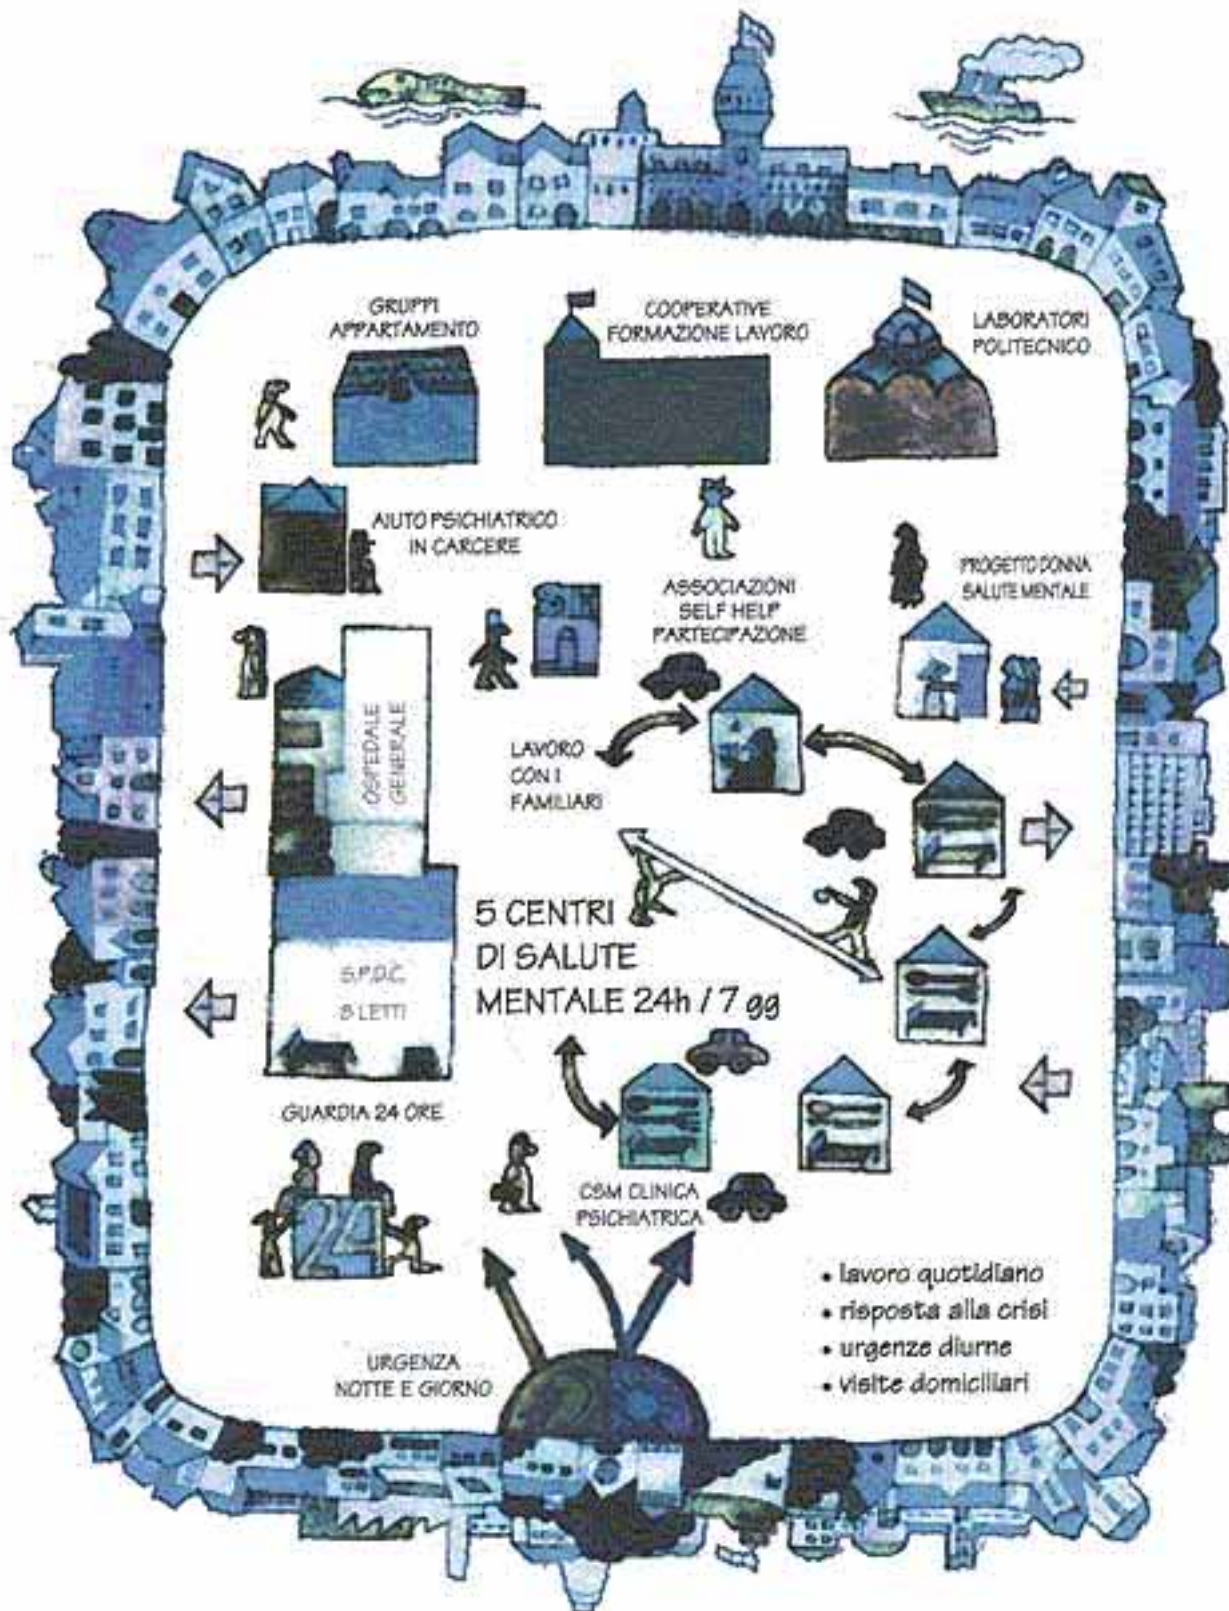 GRUPPI
APPARTAMENTO
COOPERATIVE
FORMAZIONE LAVORO
LABORATORI
POLITECNICO
AIUTO PSICHIATRICO
IN CARCERE
ASSOCIAZIONI
SELF HELP
PARTECIPAZIONE
PROGETTO DONNA
SALUTE MENTALE
OSPEDALE
GENERALE
LAVORO
CON I
FAMILIARI
5 CENTRI
DI SALUTE
MENTALE 24h / 7 gg
S.P.D.C.
8 LETTI
GUARDIA 24 ORE
24
CSM CLINICA
PSICHIATRICA
URGENZA
NOTTE E GIORNO
• lavoro quotidiano
• risposta alla crisi
• urgenze diurne
• visite domiciliari